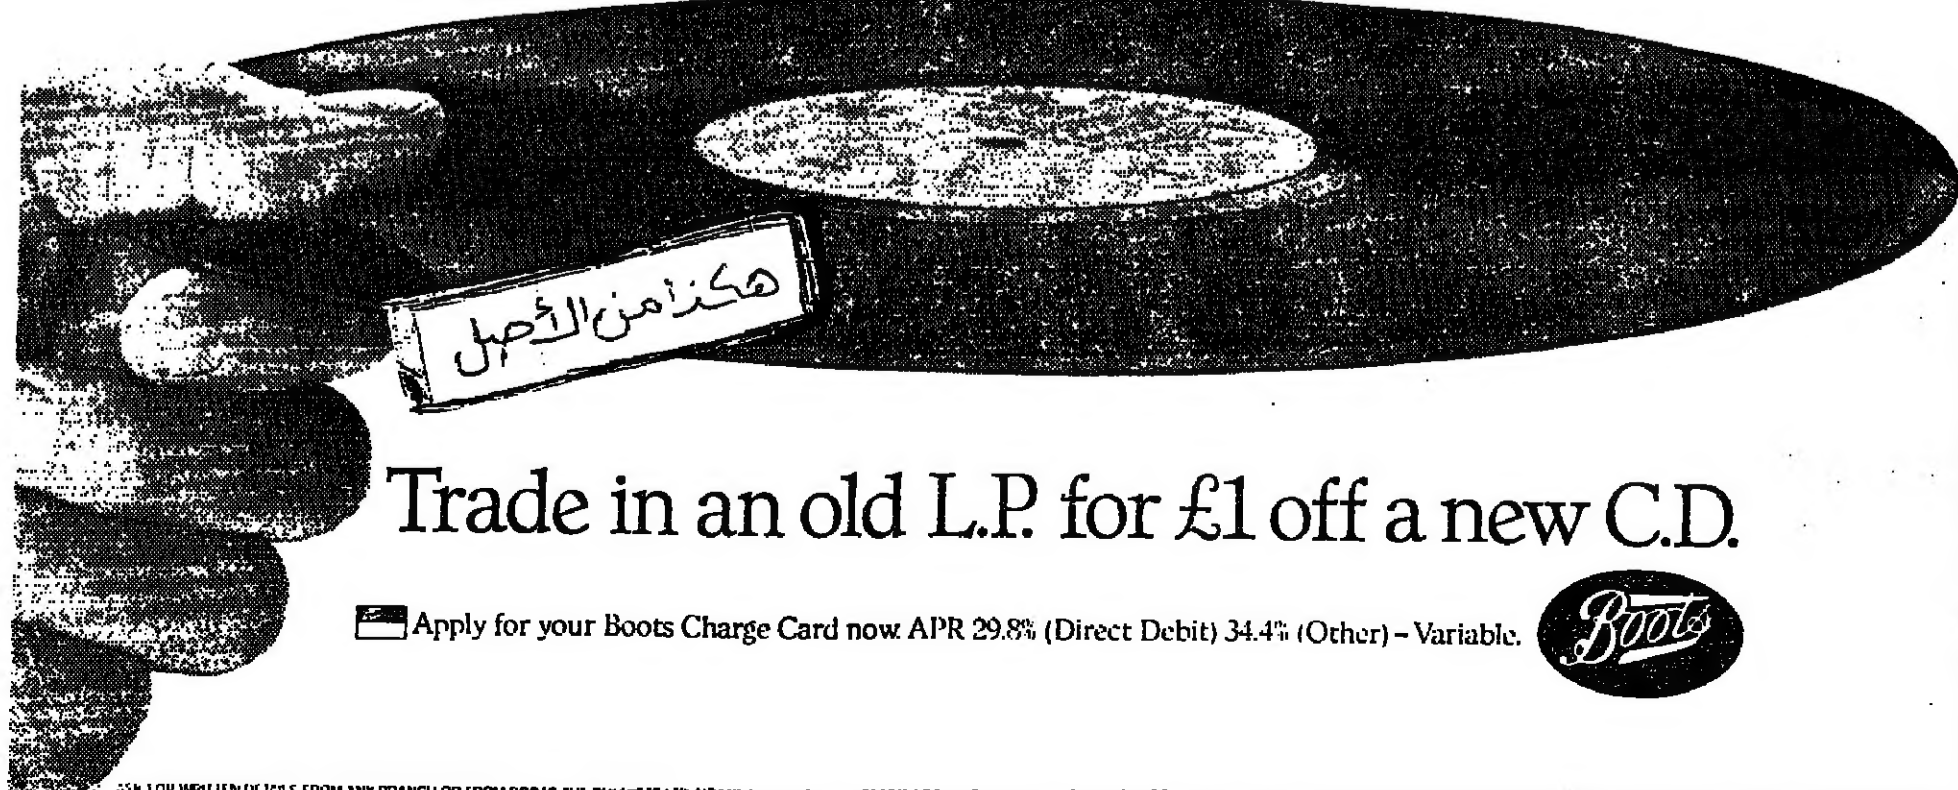 هكذا من الأصل
Trade in an old L.P. for £1 off a new C.D.
Apply for your Boots Charge Card now. APR 29.8% (Direct Debit) 34.4% (Other) – Variable.
Boots